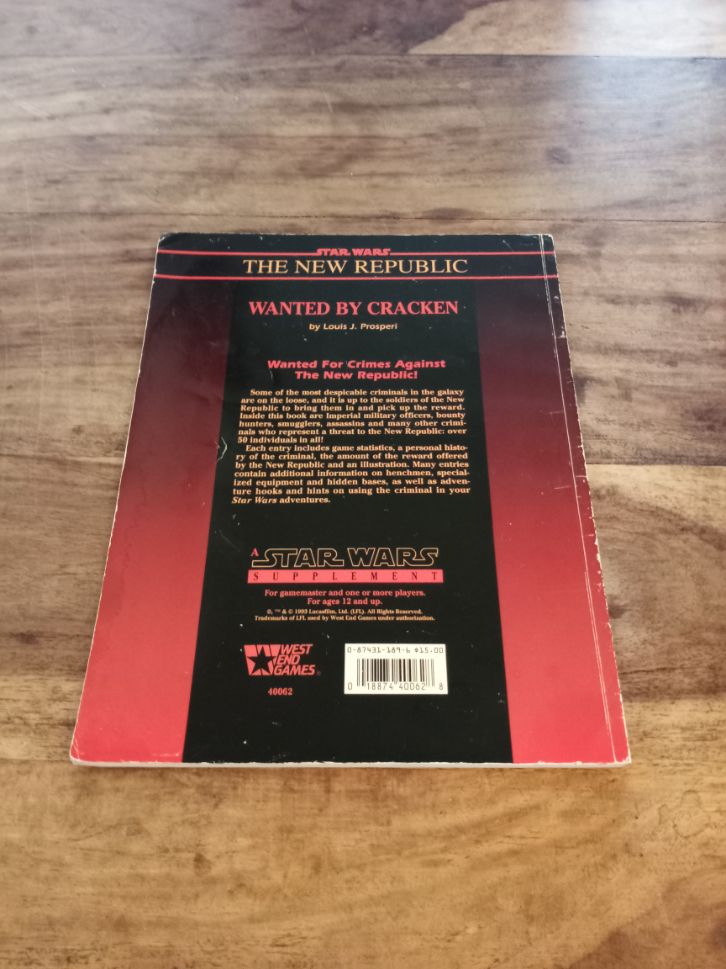 STAR WARS
THE NEW REPUBLIC
WANTED BY CRACKEN
by Louis J. Prosperi
Wanted For Crimes Against
The New Republic!
Some of the most despicable criminals in the galaxy
are on the loose, and it is up to the soldiers of the New
Republic to bring them in and pick up the reward.
Inside this book are Imperial military officers, bounty
hunters, smugglers, assassins and many other crimi-
nals who represent a threat to the New Republic: over
50 individuals in all!
Each entry includes game statistics, a personal histo-
ry of the criminal, the amount of the reward offered
by the New Republic and an illustration. Many entries
contain additional information on henchmen, special-
ized equipment and hidden bases, as well as adven-
ture hooks and hints on using the criminal in your
Star Wars adventures.
A STAR WARS
SUPPLEMENT
For gamemaster and one or more players.
For ages 12 and up.
®, ™ & © 1993 Lucasfilm, Ltd. (LFL). All Rights Reserved.
Trademarks of LFL used by West End Games under authorization.
WEST
END
GAMES®
40062
0-87431-189-6 $15.00
0 18874 40062 8